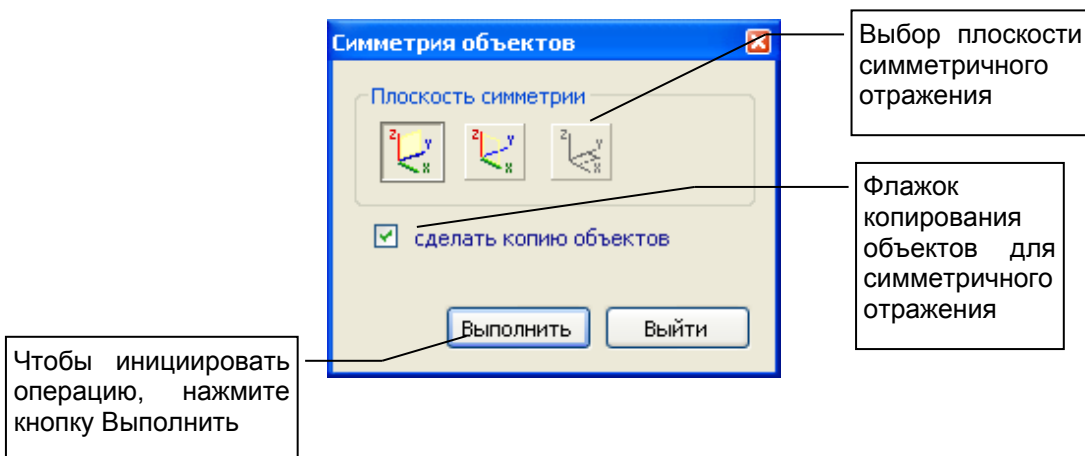 Симметрия объектов
Выбор плоскости
симметричного
отражения
Плоскость симметрии
Z Y X
Z Y X
Z Y X
Флажок
копирования
объектов для
симметричного
отражения
сделать копию объектов
Выполнить
Выйти
Чтобы инициировать
операцию, нажмите
кнопку Выполнить